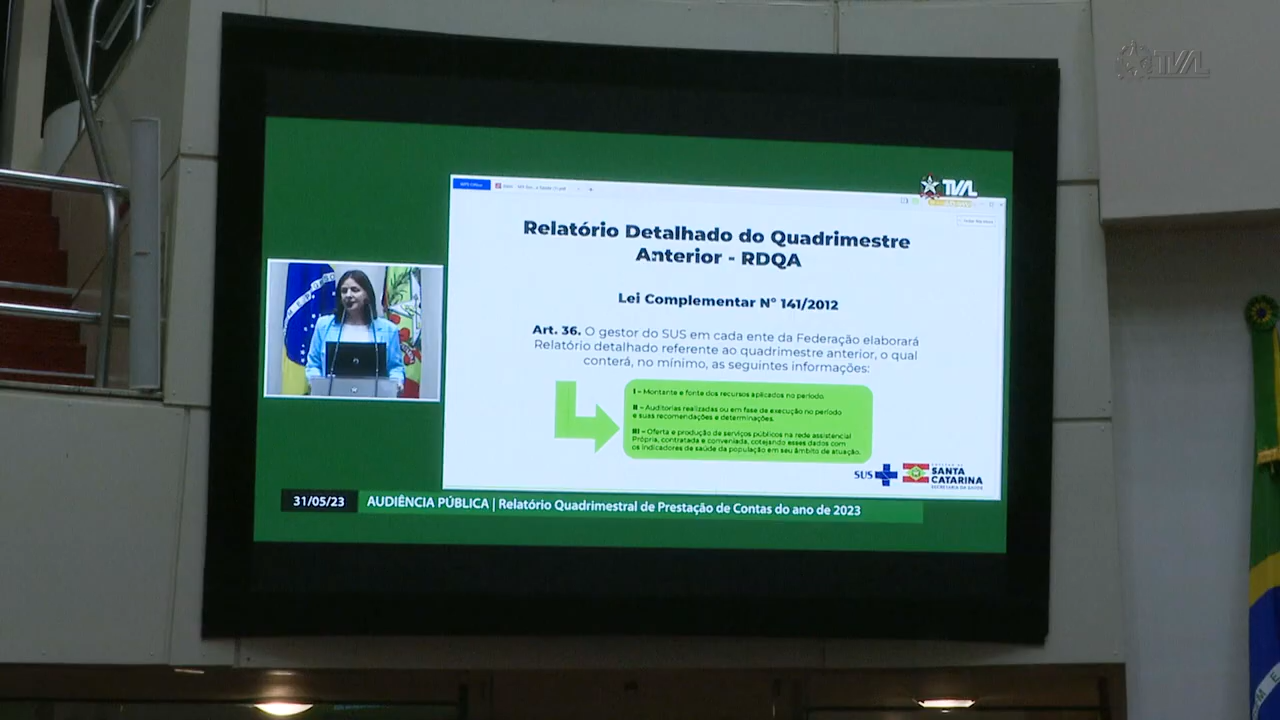 TVAL
TVAL
Relatório Detalhado do Quadrimestre
Anterior - RDQA
Lei Complementar Nº 141/2012
Art. 36. O gestor do SUS em cada ente da Federação elaborará
Relatório detalhado referente ao quadrimestre anterior, o qual
conterá, no mínimo, as seguintes informações:
I – Montante e fonte dos recursos aplicados no período.
II – Auditorias realizadas ou em fase de execução no período
e suas recomendações e determinações.
III – Oferta e produção de serviços públicos na rede assistencial
Própria, contratada e conveniada, cotejando esses dados com
os indicadores de saúde da população em seu âmbito de atuação.
SUS
SANTA
CATARINA
SECRETARIA DA SAÚDE
31/05/23
AUDIÊNCIA PÚBLICA | Relatório Quadrimestral de Prestação de Contas do ano de 2023